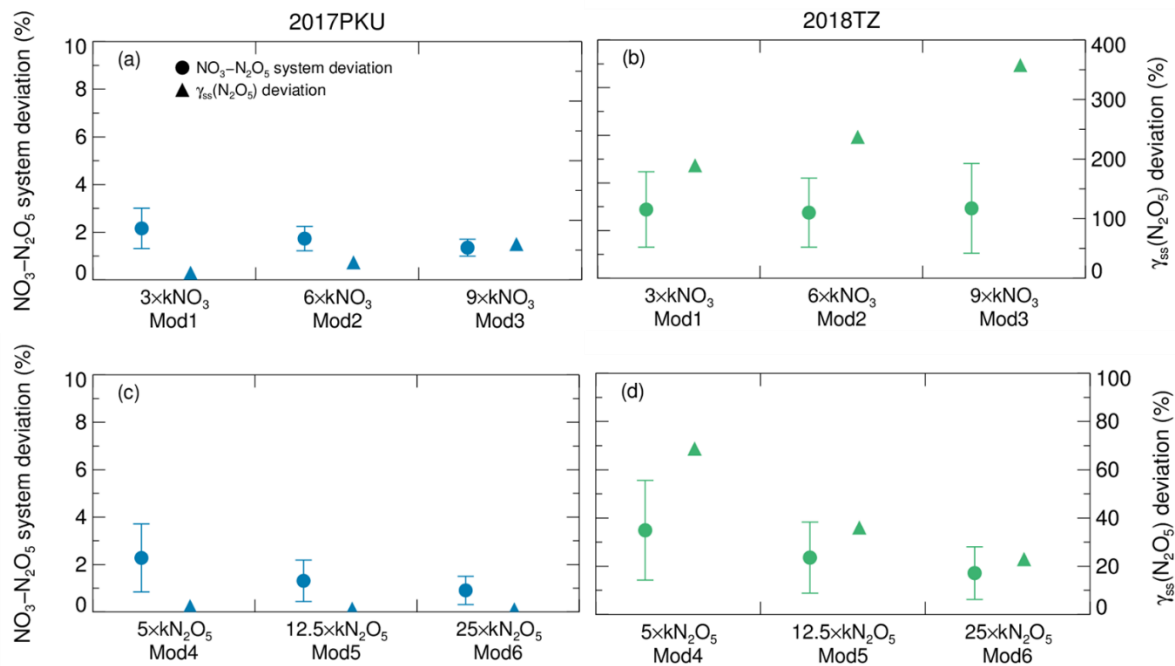 2017PKU
2018TZ
NO₃−N₂O₅ system deviation (%)
10
8
6
4
2
0
(a)
NO₃−N₂O₅ system deviation
γss(N₂O₅) deviation
3×kNO₃
Mod1
6×kNO₃
Mod2
9×kNO₃
Mod3
(b)
400
300
200
100
0
γss(N₂O₅) deviation (%)
3×kNO₃
Mod1
6×kNO₃
Mod2
9×kNO₃
Mod3
NO₃−N₂O₅ system deviation (%)
10
8
6
4
2
0
(c)
5×kN₂O₅
Mod4
12.5×kN₂O₅
Mod5
25×kN₂O₅
Mod6
(d)
100
80
60
40
20
0
γss(N₂O₅) deviation (%)
5×kN₂O₅
Mod4
12.5×kN₂O₅
Mod5
25×kN₂O₅
Mod6